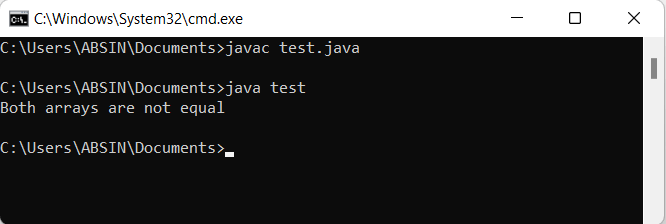 C:\Windows\System32\cmd.exe
C:\Users\ABSIN\Documents>javac test.java
C:\Users\ABSIN\Documents>java test
Both arrays are not equal
C:\Users\ABSIN\Documents>